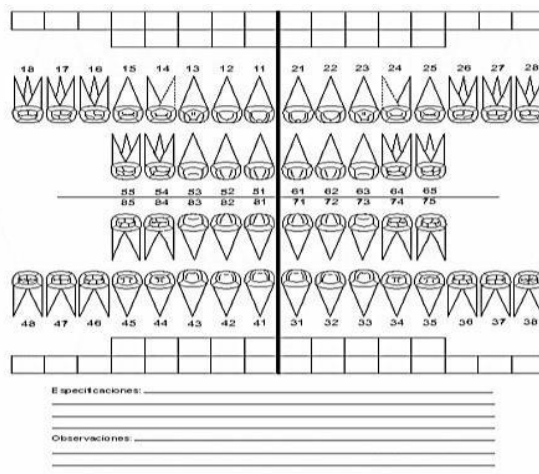 18 17 16 15 14 13 12 11 21 22 23 24 25 26 27 28
55 54 53 52 51 61 62 63 64 65
85 84 83 82 81 71 72 73 74 75
48 47 46 45 44 43 42 41 31 32 33 34 35 36 37 38
Especificaciones:
Observaciones: